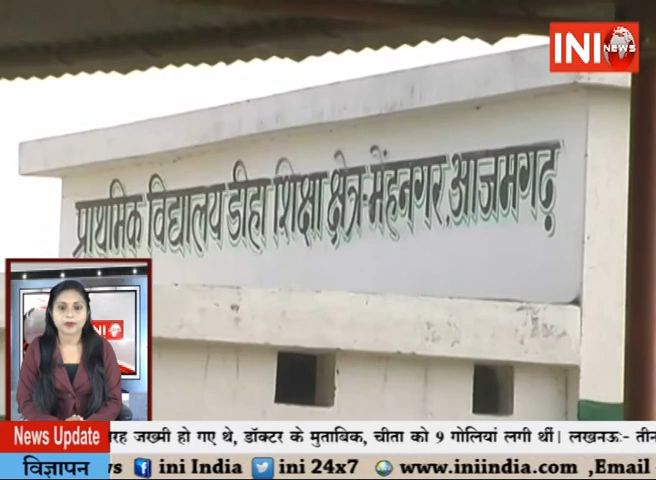 INI NEWS
प्राथमिक विद्यालय डीहा शिक्षा क्षेत्र-मेंहनगर,आजमगढ़
INI
News Update
रह जख्मी हो गए थे, डॉक्टर के मुताबिक, चीता को 9 गोलियां लगी थीं| लखनऊ:- तीन
विज्ञापन
s f ini India ini 24x7 www.iniindia.com ,Email